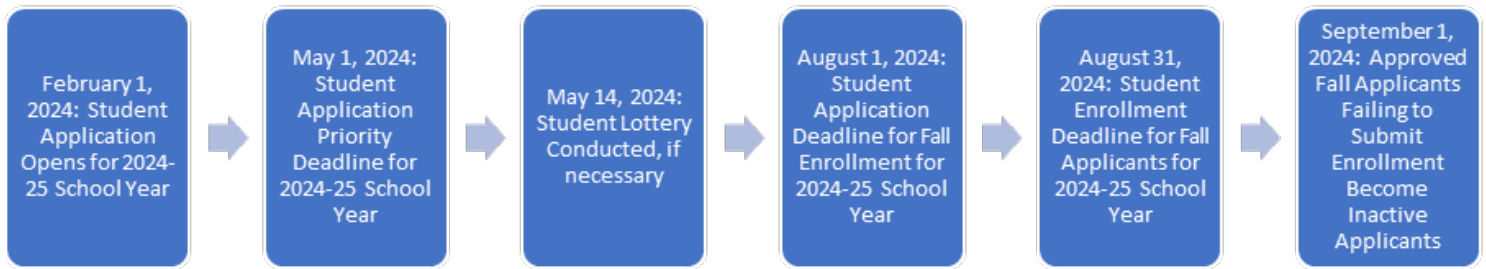 February 1,
2024: Student
Application
Opens for 2024-
25 School Year
May 1, 2024:
Student
Application
Priority
Deadline for
2024-25 School
Year
May 14, 2024:
Student Lottery
Conducted, if
necessary
August 1, 2024:
Student
Application
Deadline for Fall
Enrollment for
2024-25 School
Year
August 31,
2024: Student
Enrollment
Deadline for Fall
Applicants for
2024-25 School
Year
September 1,
2024: Approved
Fall Applicants
Failing to
Submit
Enrollment
Become
Inactive
Applicants